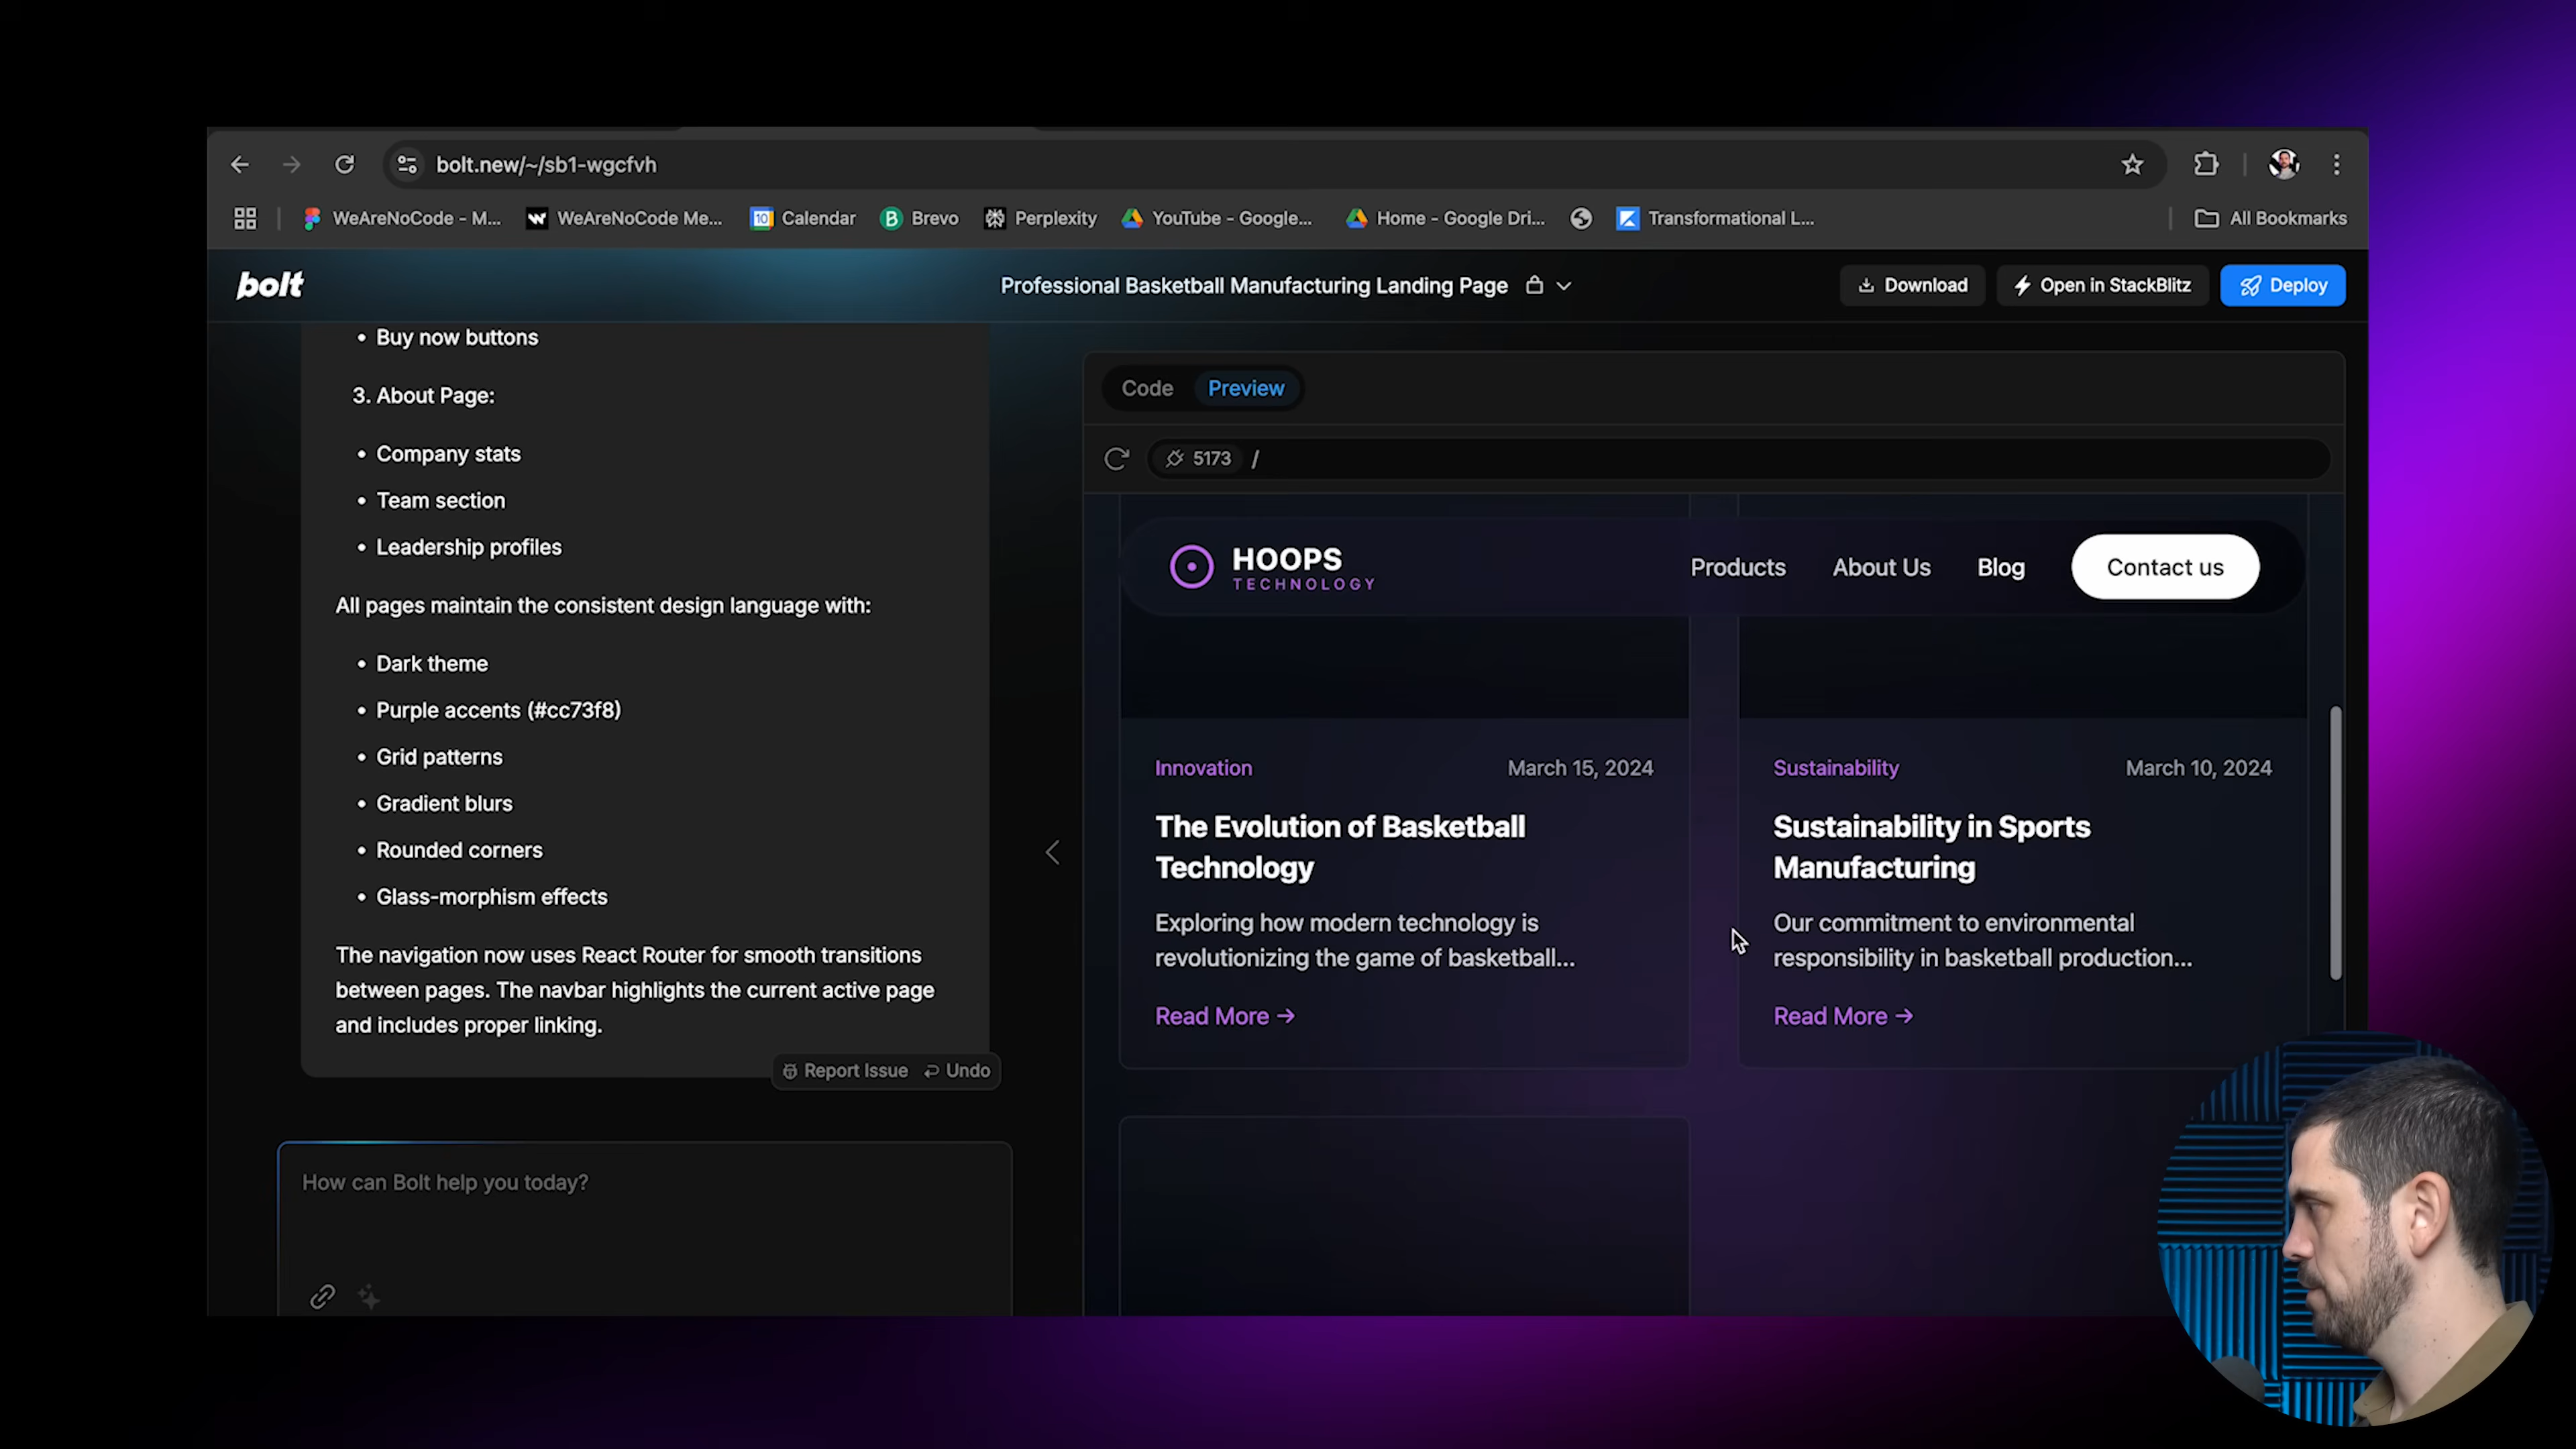 bolt.new/~/sb1-wgcfvh
WeAreNoCode - M...
WeAreNoCode Me...
10
Calendar
B
Brevo
Perplexity
YouTube - Google...
Home - Google Dri...
Transformational L...
All Bookmarks
bolt
Professional Basketball Manufacturing Landing Page
Download
Open in StackBlitz
Deploy
• Buy now buttons
3. About Page:
• Company stats
• Team section
• Leadership profiles
All pages maintain the consistent design language with:
• Dark theme
• Purple accents (#cc73f8)
• Grid patterns
• Gradient blurs
• Rounded corners
• Glass-morphism effects
The navigation now uses React Router for smooth transitions
between pages. The navbar highlights the current active page
and includes proper linking.
Report Issue
Undo
How can Bolt help you today?
Code
Preview
5173 /
HOOPS
TECHNOLOGY
Products
About Us
Blog
Contact us
Innovation
March 15, 2024
The Evolution of Basketball
Technology
Exploring how modern technology is
revolutionizing the game of basketball...
Read More →
Sustainability
March 10, 2024
Sustainability in Sports
Manufacturing
Our commitment to environmental
responsibility in basketball production...
Read More →